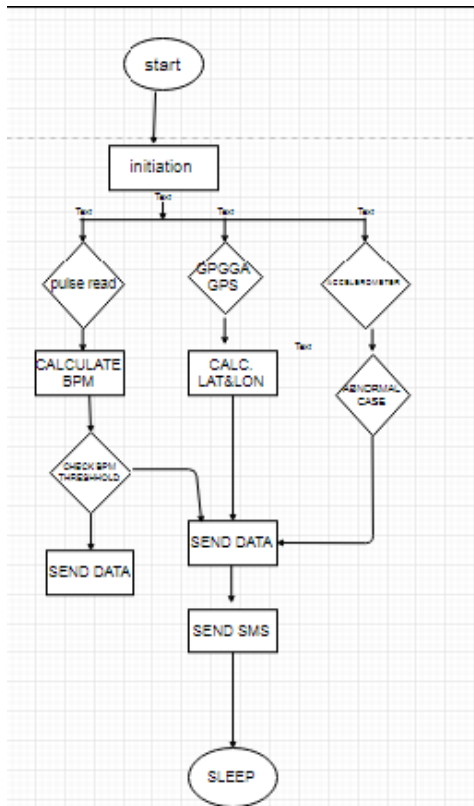 start
initiation
Text
Text
Text
Text
pulse read
GPGGA
GPS
ACCELEROMETER
CALCULATE
BPM
CALC.
LAT&LON
Text
ABNORMAL
CASE
CHECK BPM
THRESHHOLD
SEND DATA
SEND DATA
SEND SMS
SLEEP